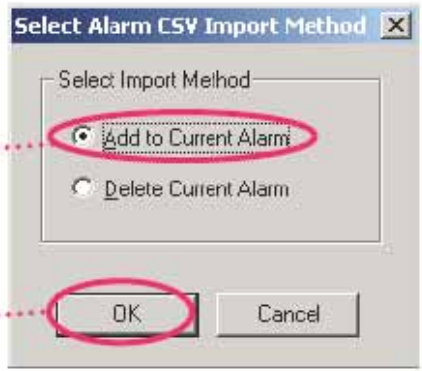 Select Alarm CSV Import Method
Select Import Method
Add to Current Alarm
Delete Current Alarm
OK Cancel